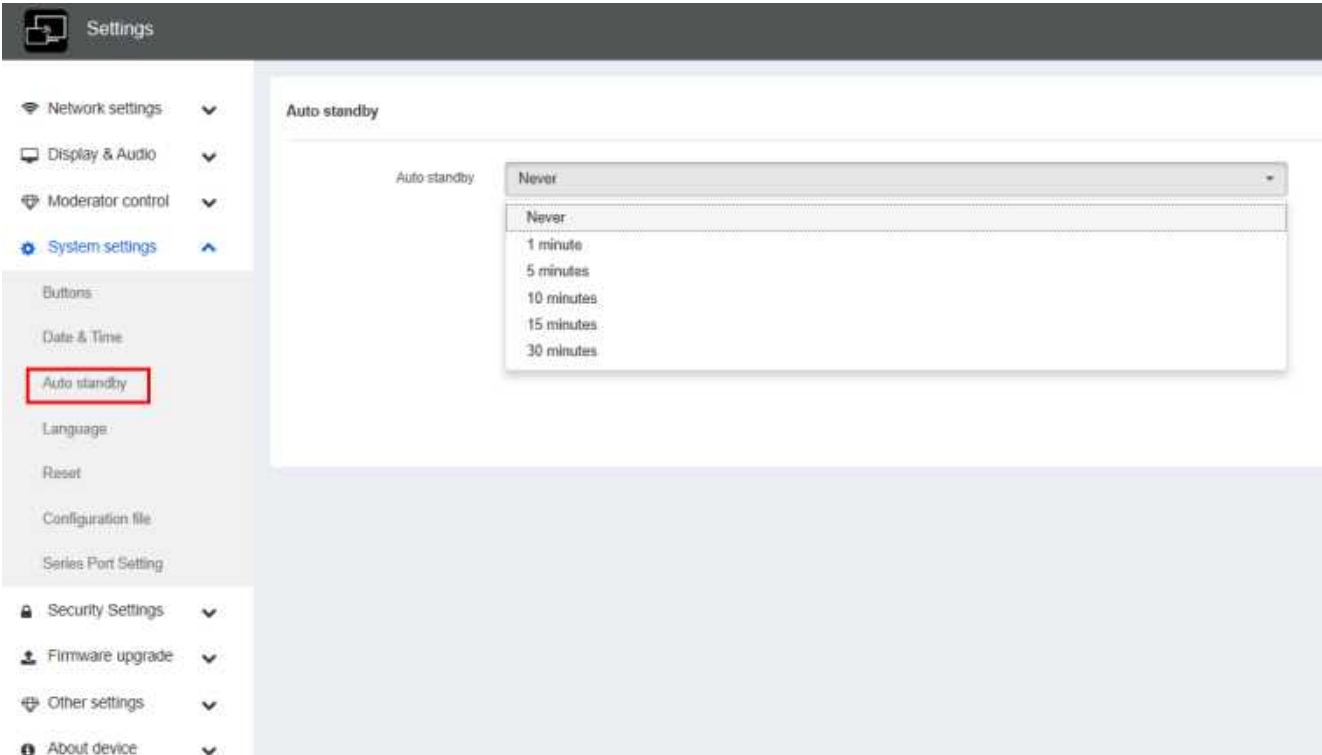 Settings
Network settings
Display & Audio
Moderator control
System settings
Buttons
Date & Time
Auto standby
Language
Reset
Configuration file
Series Port Setting
Security Settings
Firmware upgrade
Other settings
About device
Auto standby
Auto standby Never
Never
1 minute
5 minutes
10 minutes
15 minutes
30 minutes